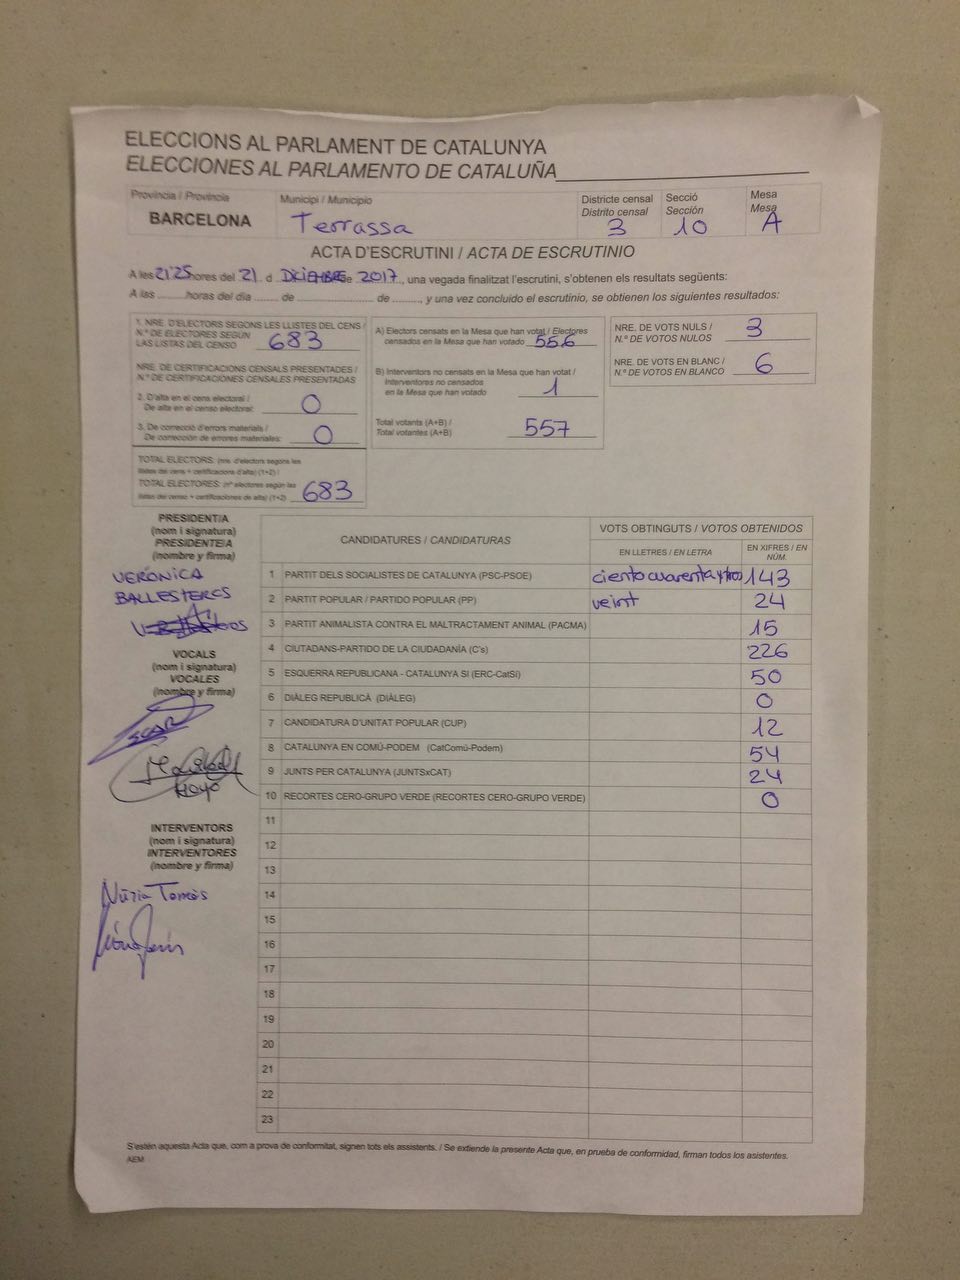 ELECCIONS AL PARLAMENT DE CATALUNYA
ELECCIONES AL PARLAMENTO DE CATALUÑA
Província / Provincia
BARCELONA
Municipi / Municipio
Terrassa
Districte censal
Distrito censal
3
Secció
Sección
10
Mesa
Mesa
A
ACTA D'ESCRUTINI / ACTA DE ESCRUTINIO
A les 21'25 hores del 21 d DICIEMBRE de 2017, una vegada finalitzat l'escrutini, s'obtenen els resultats següents:
A las ......... horas del día ....... de ..................... de ........, y una vez concluido el escrutinio, se obtienen los siguientes resultados:
1. NRE. D'ELECTORS SEGONS LES LLISTES DEL CENS /
N.º DE ELECTORES SEGÚN
LAS LISTAS DEL CENSO 683
NRE. DE CERTIFICACIONS CENSALS PRESENTADES /
N.º DE CERTIFICACIONES CENSALES PRESENTADAS
2. D'alta en el cens electoral /
De alta en el censo electoral: 0
3. De correcció d'errors materials /
De corrección de errores materiales: 0
TOTAL ELECTORS: (nre. d'electors segons les
llistes del cens + certificacions d'alta) (1+2) /
TOTAL ELECTORES: (nº electores según las
listas del censo + certificaciones de alta) (1+2) 683
A) Electors censats en la Mesa que han votat / Electores
censados en la Mesa que han votado 556
B) Interventors no censats en la Mesa que han votat /
Interventores no censados
en la Mesa que han votado 1
Total votants (A+B) /
Total votantes (A+B) 557
NRE. DE VOTS NULS /
N.º DE VOTOS NULOS 3
NRE. DE VOTS EN BLANC /
N.º DE VOTOS EN BLANCO 6
PRESIDENT/A
(nom i signatura)
PRESIDENTE/A
(nombre y firma)
VERÓNICA
BALLESTEROS
VOCALS
(nom i signatura)
VOCALES
(nombre y firma)
HOYO
INTERVENTORS
(nom i signatura)
INTERVENTORES
(nombre y firma)
Núria Tomàs
CANDIDATURES / CANDIDATURAS
VOTS OBTINGUTS / VOTOS OBTENIDOS
EN LLETRES / EN LETRA
EN XIFRES / EN NÚM.
1 PARTIT DELS SOCIALISTES DE CATALUNYA (PSC-PSOE) ciento cuarenta y tres 143
2 PARTIT POPULAR / PARTIDO POPULAR (PP) veint 24
3 PARTIT ANIMALISTA CONTRA EL MALTRACTAMENT ANIMAL (PACMA) 15
4 CIUTADANS-PARTIDO DE LA CIUDADANÍA (C's) 226
5 ESQUERRA REPUBLICANA - CATALUNYA SÍ (ERC-CatSí) 50
6 DIÀLEG REPUBLICÀ (DIÀLEG) 0
7 CANDIDATURA D'UNITAT POPULAR (CUP) 12
8 CATALUNYA EN COMÚ-PODEM (CatComú-Podem) 54
9 JUNTS PER CATALUNYA (JUNTSxCAT) 24
10 RECORTES CERO-GRUPO VERDE (RECORTES CERO-GRUPO VERDE) 0
11
12
13
14
15
16
17
18
19
20
21
22
23
S'estén aquesta Acta que, com a prova de conformitat, signen tots els assistents. / Se extiende la presente Acta que, en prueba de conformidad, firman todos los asistentes.
AEM